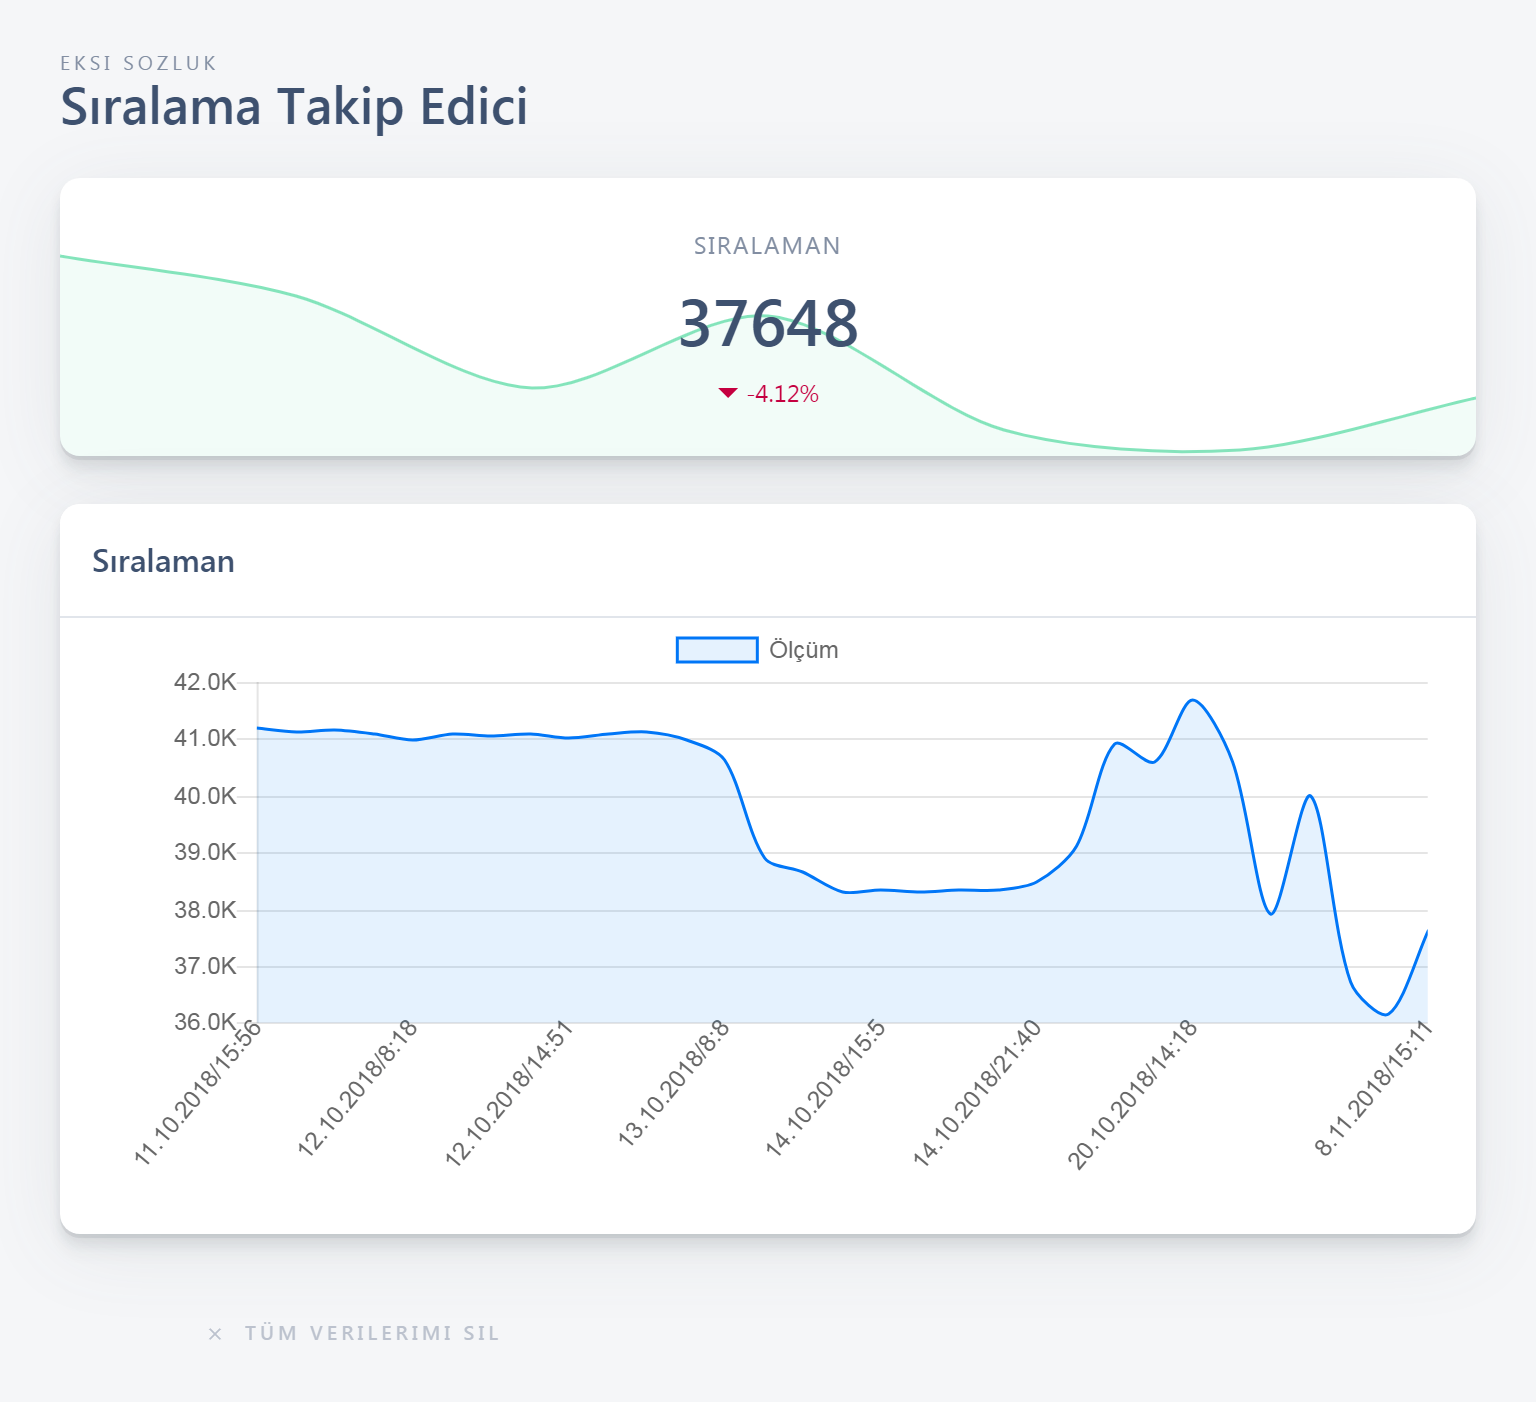 EKSI SOZLUK
Sıralama Takip Edici
SIRALAMAN
37648
-4.12%
Sıralaman
Ölçüm
42.0K
41.0K
40.0K
39.0K
38.0K
37.0K
36.0K
11.10.2018/15:56
12.10.2018/8:18
12.10.2018/14:51
13.10.2018/8:8
14.10.2018/15:5
14.10.2018/21:40
20.10.2018/14:18
8.11.2018/15:11
× TÜM VERILERIMI SIL